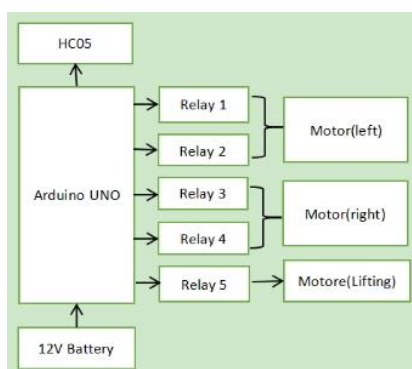 HC05
Arduino UNO
Relay 1
Relay 2
Motor(left)
Relay 3
Relay 4
Motor(right)
Relay 5
Motore(Lifting)
12V Battery